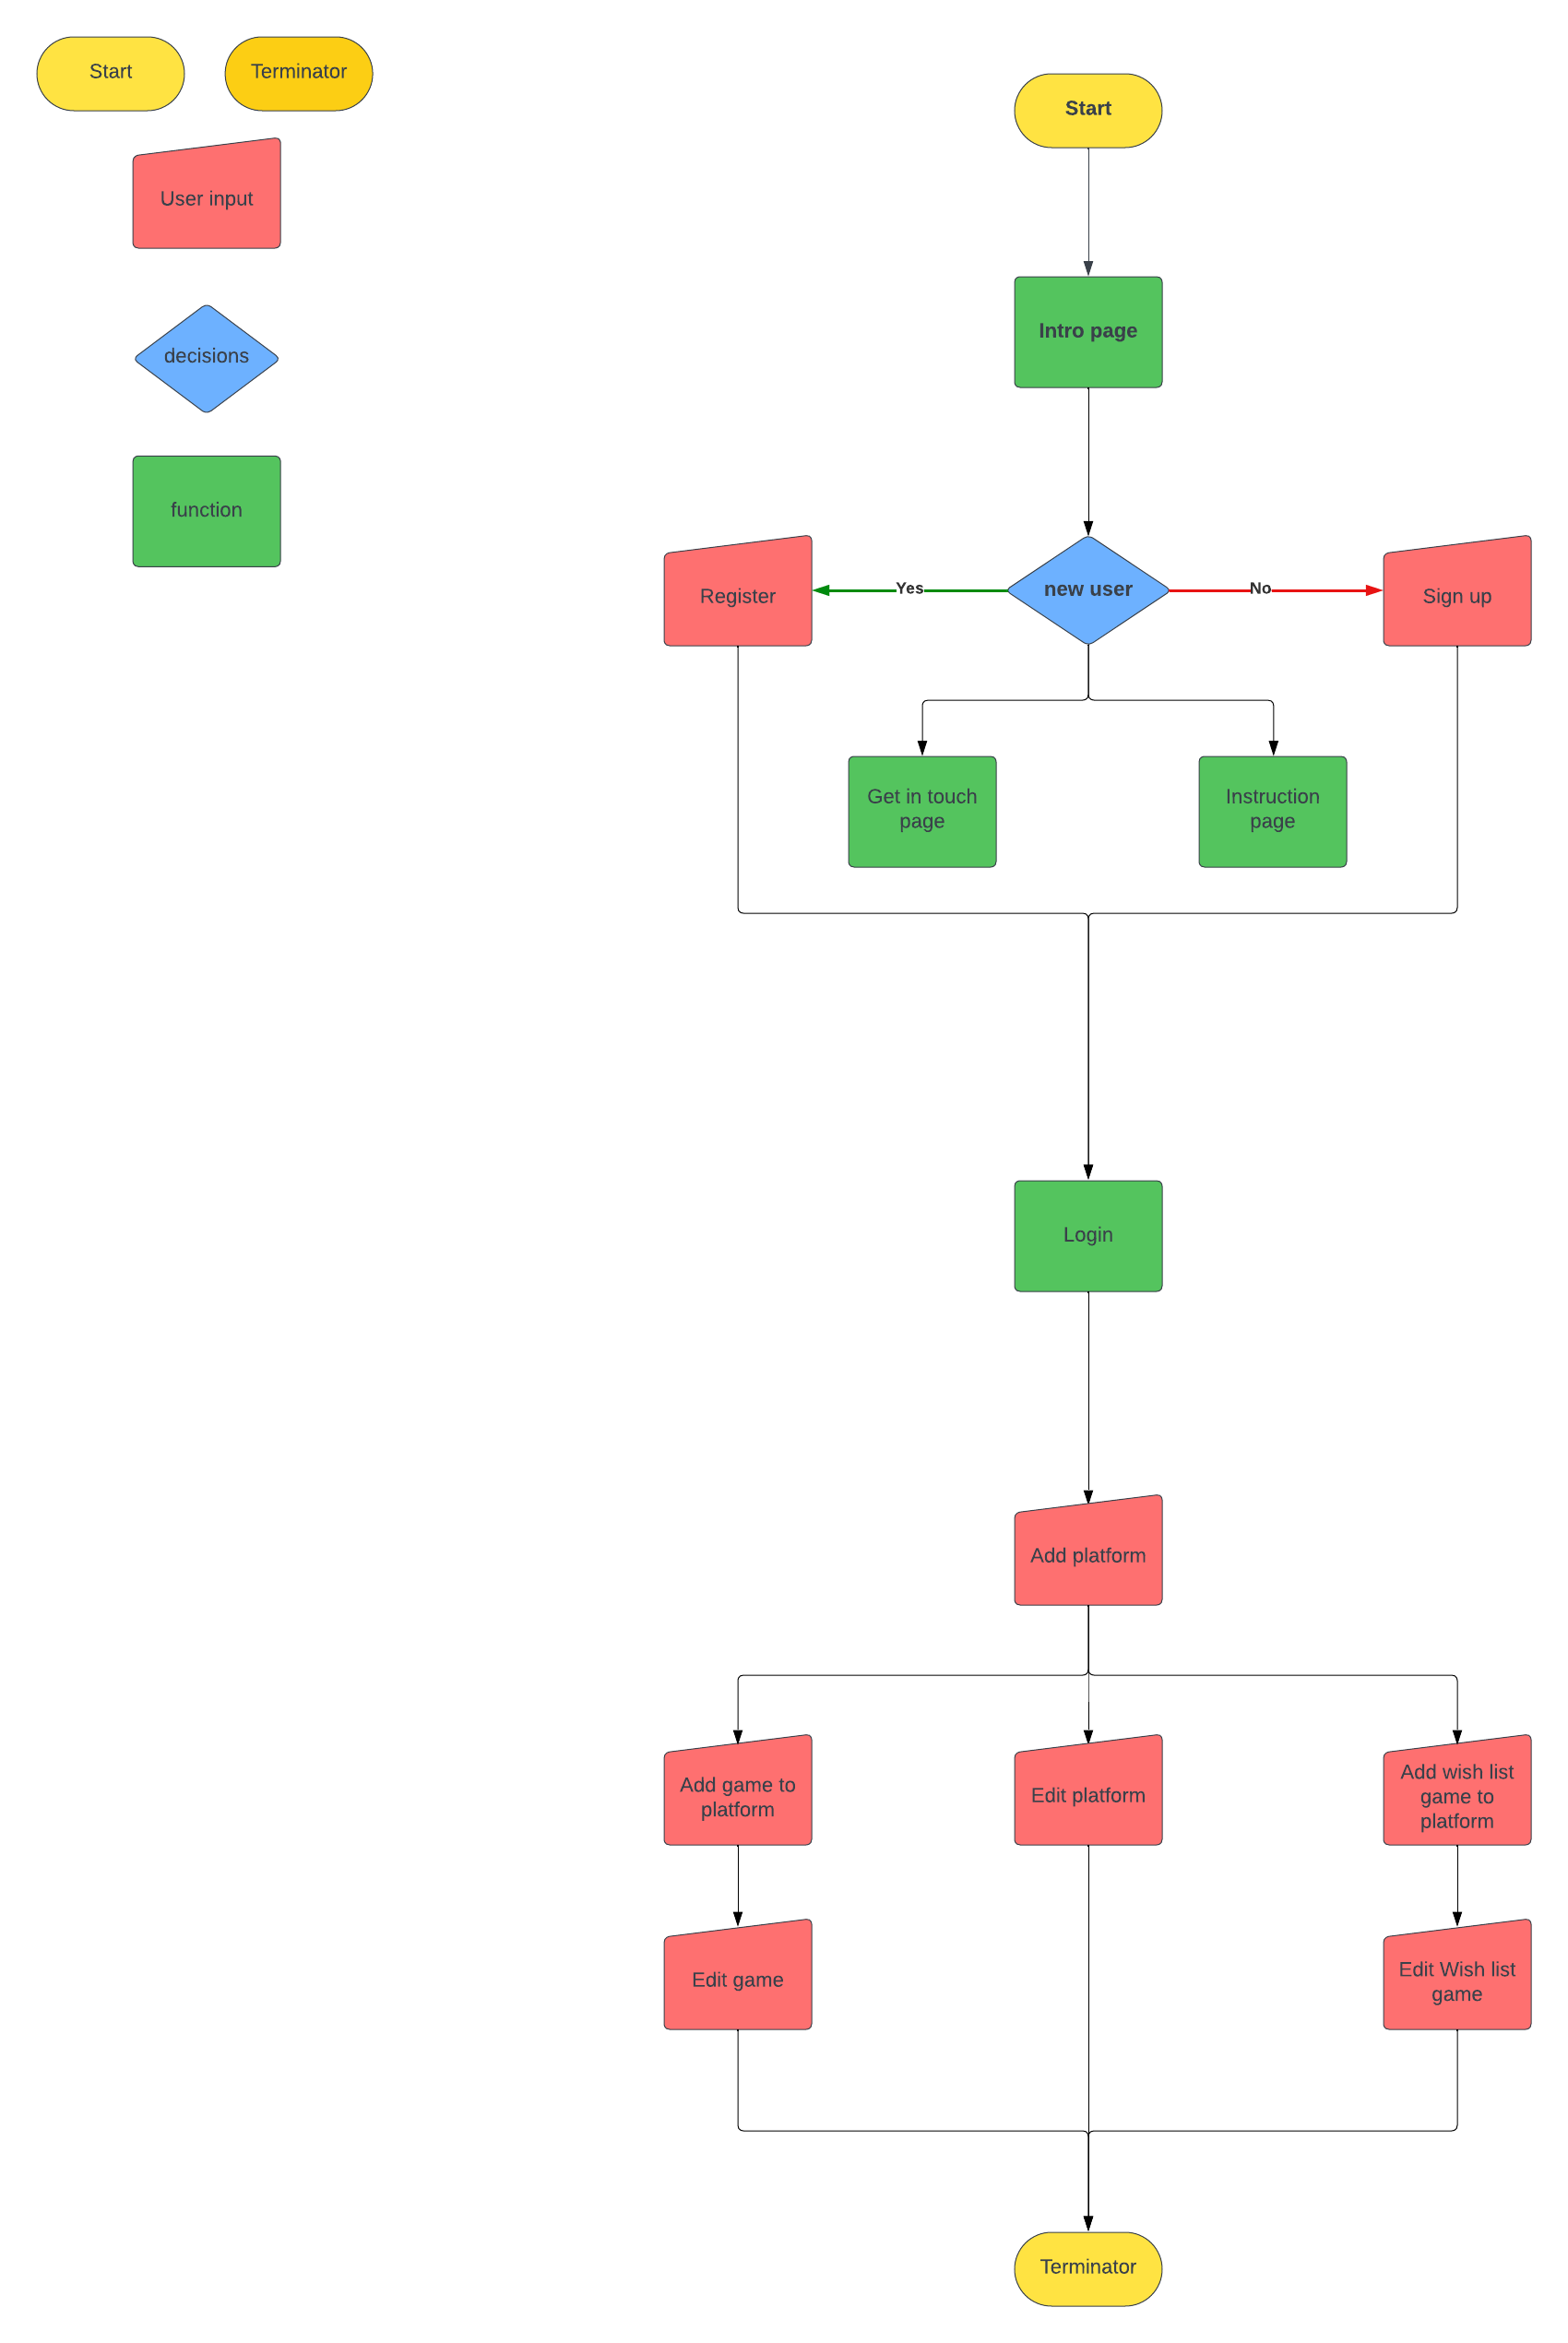 Start
Terminator
User input
decisions
function
Start
Intro page
Register
Yes
new user
No
Sign up
Get in touch
page
Instruction
page
Login
Add platform
Add game to
platform
Edit platform
Add wish list
game to
platform
Edit game
Edit Wish list
game
Terminator